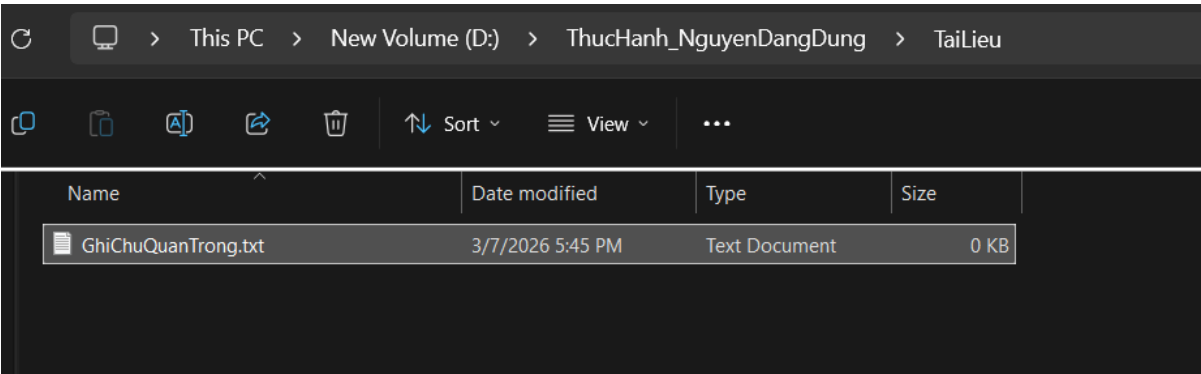 This PC > New Volume (D:) > ThucHanh_NguyenDangDung > TaiLieu
Sort View
Name Date modified Type Size
GhiChuQuanTrong.txt 3/7/2026 5:45 PM Text Document 0 KB